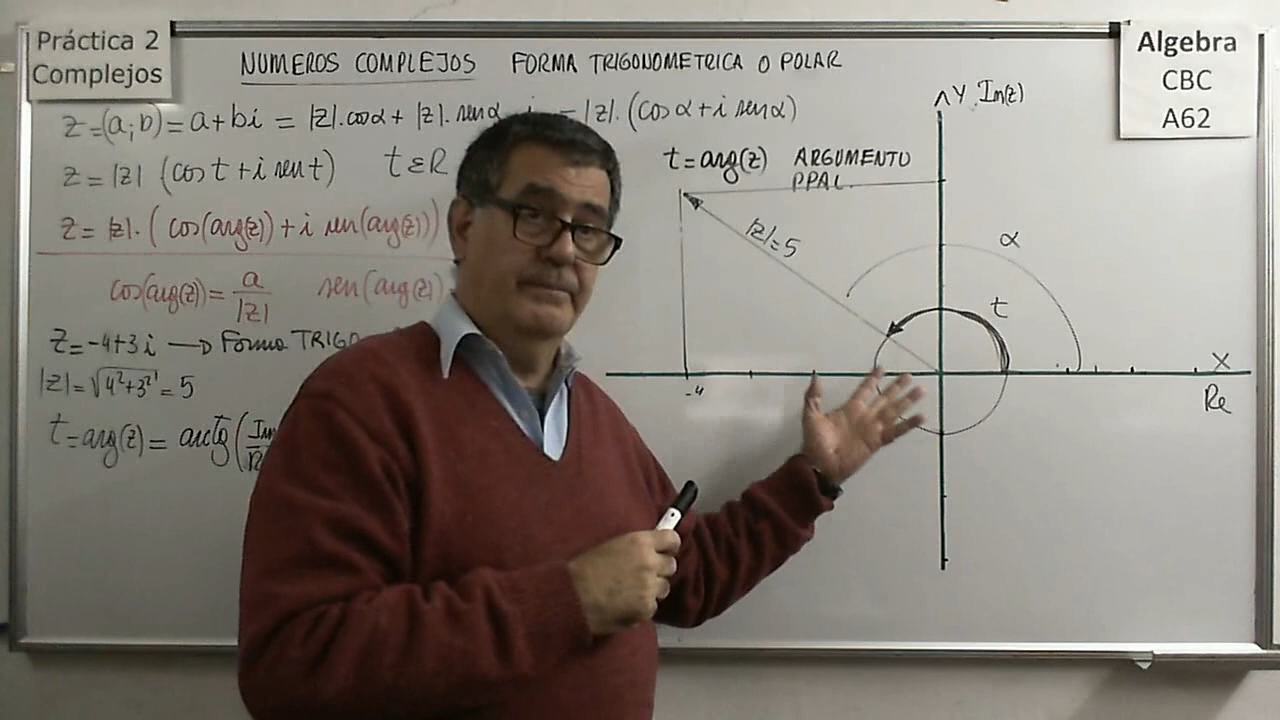 Práctica 2
Complejos
Algebra
CBC
A62
NUMEROS COMPLEJOS FORMA TRIGONOMETRICA O POLAR
z=(a;b)=a+bi = |z|.cosα+ |z|.senα i = |z|.(cosα+i senα)
z=|z| (cos t+i sen t) t ε R
z=|z|.( cos(arg(z))+i sen(arg(z)))
cos(arg(z))= a/|z| sen(arg(z)
z=-4+3i → Forma TRIGO
|z|=√4²+3² = 5
t=arg(z)= arctg(Im
t=arg(z) ARGUMENTO
PPAL.
Y Im(z)
|z|=5
α
t
-4
X
Re